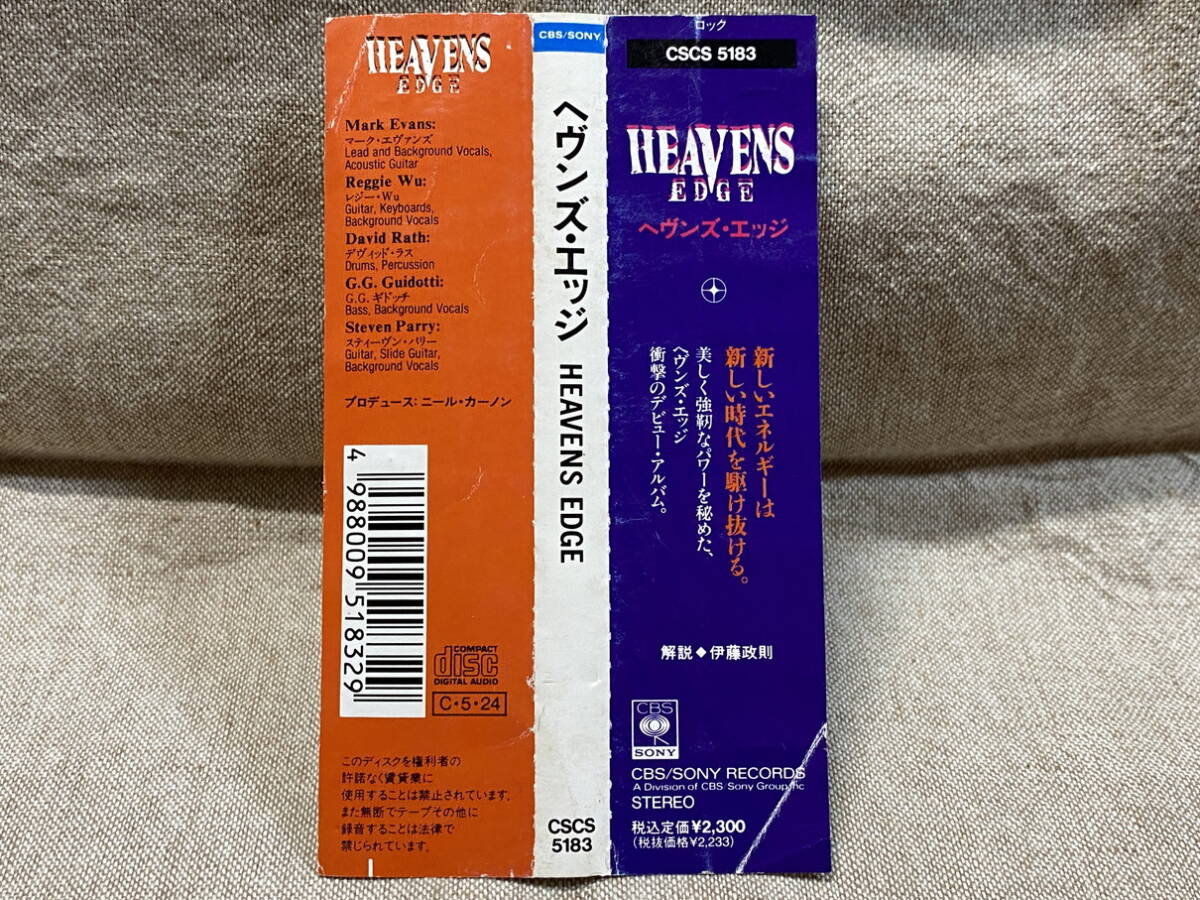 HEAVENS
EDGE
Mark Evans:
マーク・エヴァンズ
Lead and Background Vocals,
Acoustic Guitar
Reggie Wu:
レジー・Wu
Guitar, Keyboards,
Background Vocals
David Rath:
デヴィッド・ラス
Drums, Percussion
G.G. Guidotti:
G.G. ギドッチ
Bass, Background Vocals
Steven Parry:
スティーヴン・パリー
Guitar, Slide Guitar,
Background Vocals
プロデュース: ニール・カーノン
4 988009 518329
COMPACT
disc
DIGITAL AUDIO
C・5・24
このディスクを権利者の
許諾なく賃貸業に
使用することは禁止されています。
また無断でテープその他に
録音することは法律で
禁じられています。
CBS/SONY
ヘヴンズ・エッジ HEAVENS EDGE
CSCS
5183
ロック
CSCS 5183
HEAVENS
EDGE
ヘヴンズ・エッジ
新しいエネルギーは
新しい時代を駆け抜ける。
美しく強靭なパワーを秘めた、
ヘヴンズ・エッジ
衝撃のデビュー・アルバム。
解説◆伊藤政則
CBS
SONY
CBS/SONY RECORDS
A Division of CBS/Sony Group Inc
STEREO
税込定価¥2,300
(税抜価格¥2,233)